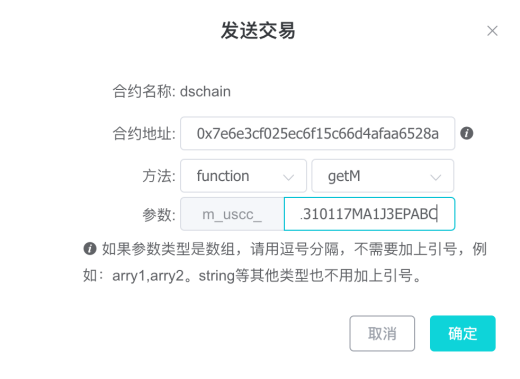 发送交易
合约名称: dschain
合约地址: 0x7e6e3cf025ec6f15c66d4afaa6528a
方法: function getM
参数: m_uscc_ .310117MA1J3EPABC
如果参数类型是数组，请用逗号分隔，不需要加上引号，例
如：arry1,arry2。string等其他类型也不用加上引号。
取消 确定